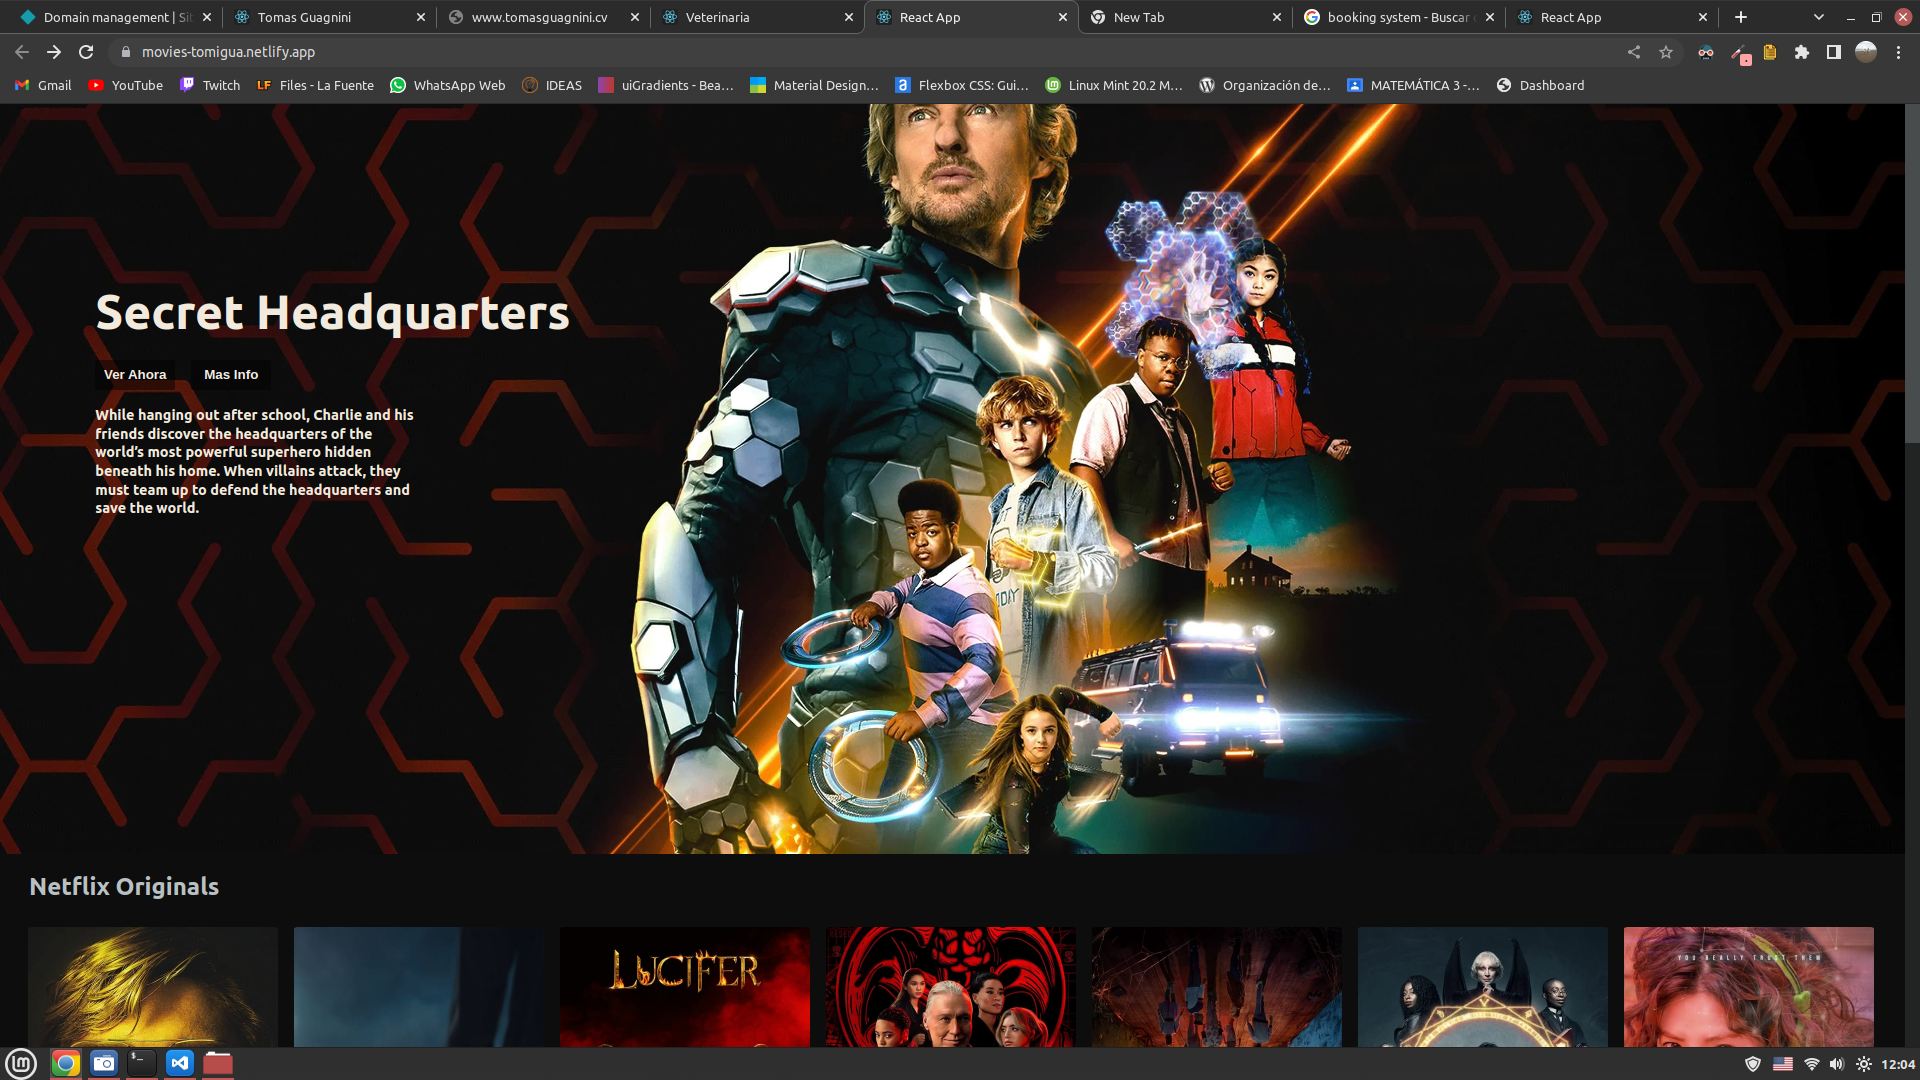 Domain management | Si
Tomas Guagnini
www.tomasguagnini.cv
Veterinaria
React App
New Tab
booking system - Buscar
React App
movies-tomigua.netlify.app
Gmail
YouTube
Twitch
LF Files - La Fuente
WhatsApp Web
IDEAS
uiGradients - Bea...
Material Design...
Flexbox CSS: Gui...
Linux Mint 20.2 M...
Organización de...
MATEMÁTICA 3 -...
Dashboard
Secret Headquarters
Ver Ahora
Mas Info
While hanging out after school, Charlie and his
friends discover the headquarters of the
world's most powerful superhero hidden
beneath his home. When villains attack, they
must team up to defend the headquarters and
save the world.
Netflix Originals
LUCIFER
YOU REALLY TRUST THEM
12:04